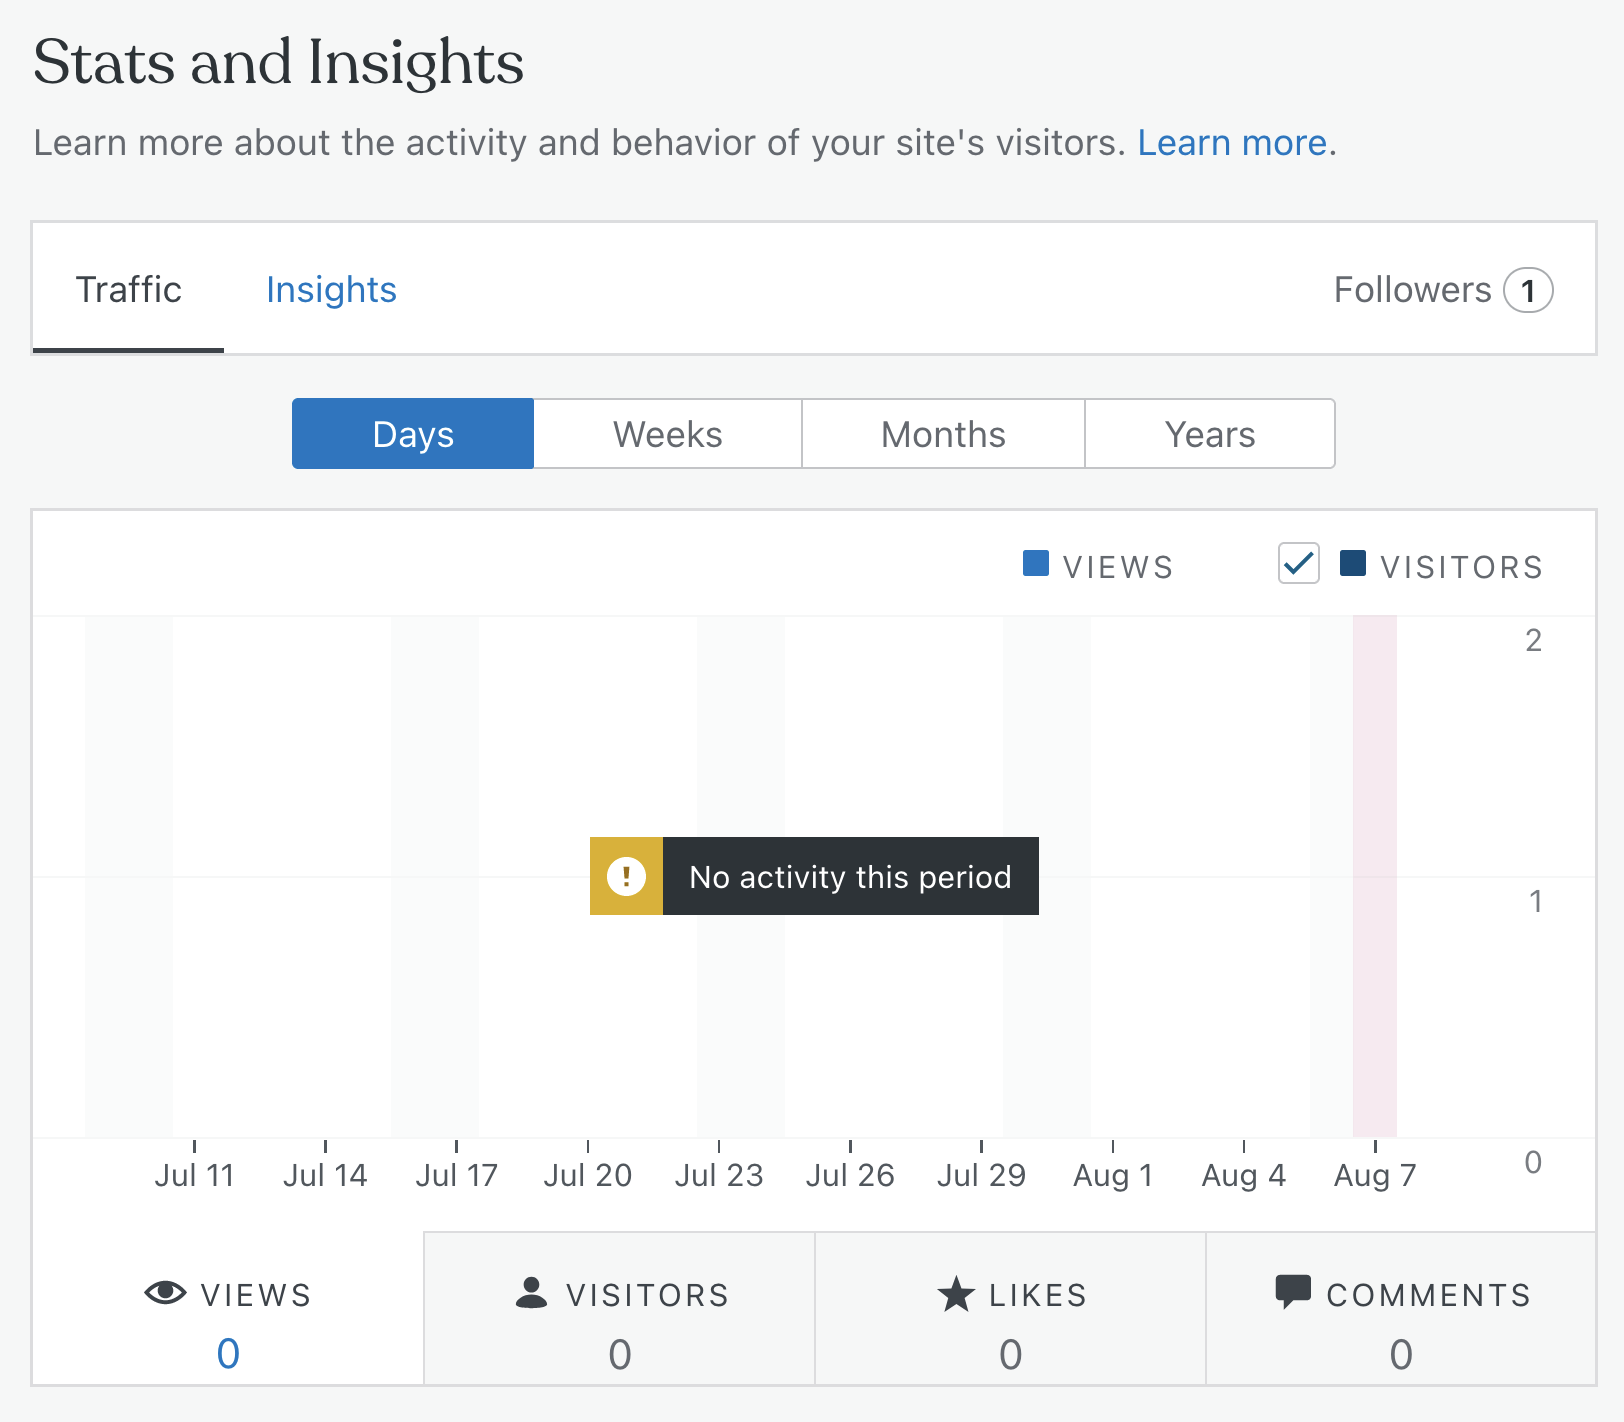 Stats and Insights
Learn more about the activity and behavior of your site's visitors. Learn more.
Traffic Insights Followers 1
Days Weeks Months Years
VIEWS VISITORS
2
No activity this period
1
0
Jul 11 Jul 14 Jul 17 Jul 20 Jul 23 Jul 26 Jul 29 Aug 1 Aug 4 Aug 7
VIEWS VISITORS LIKES COMMENTS
0 0 0 0